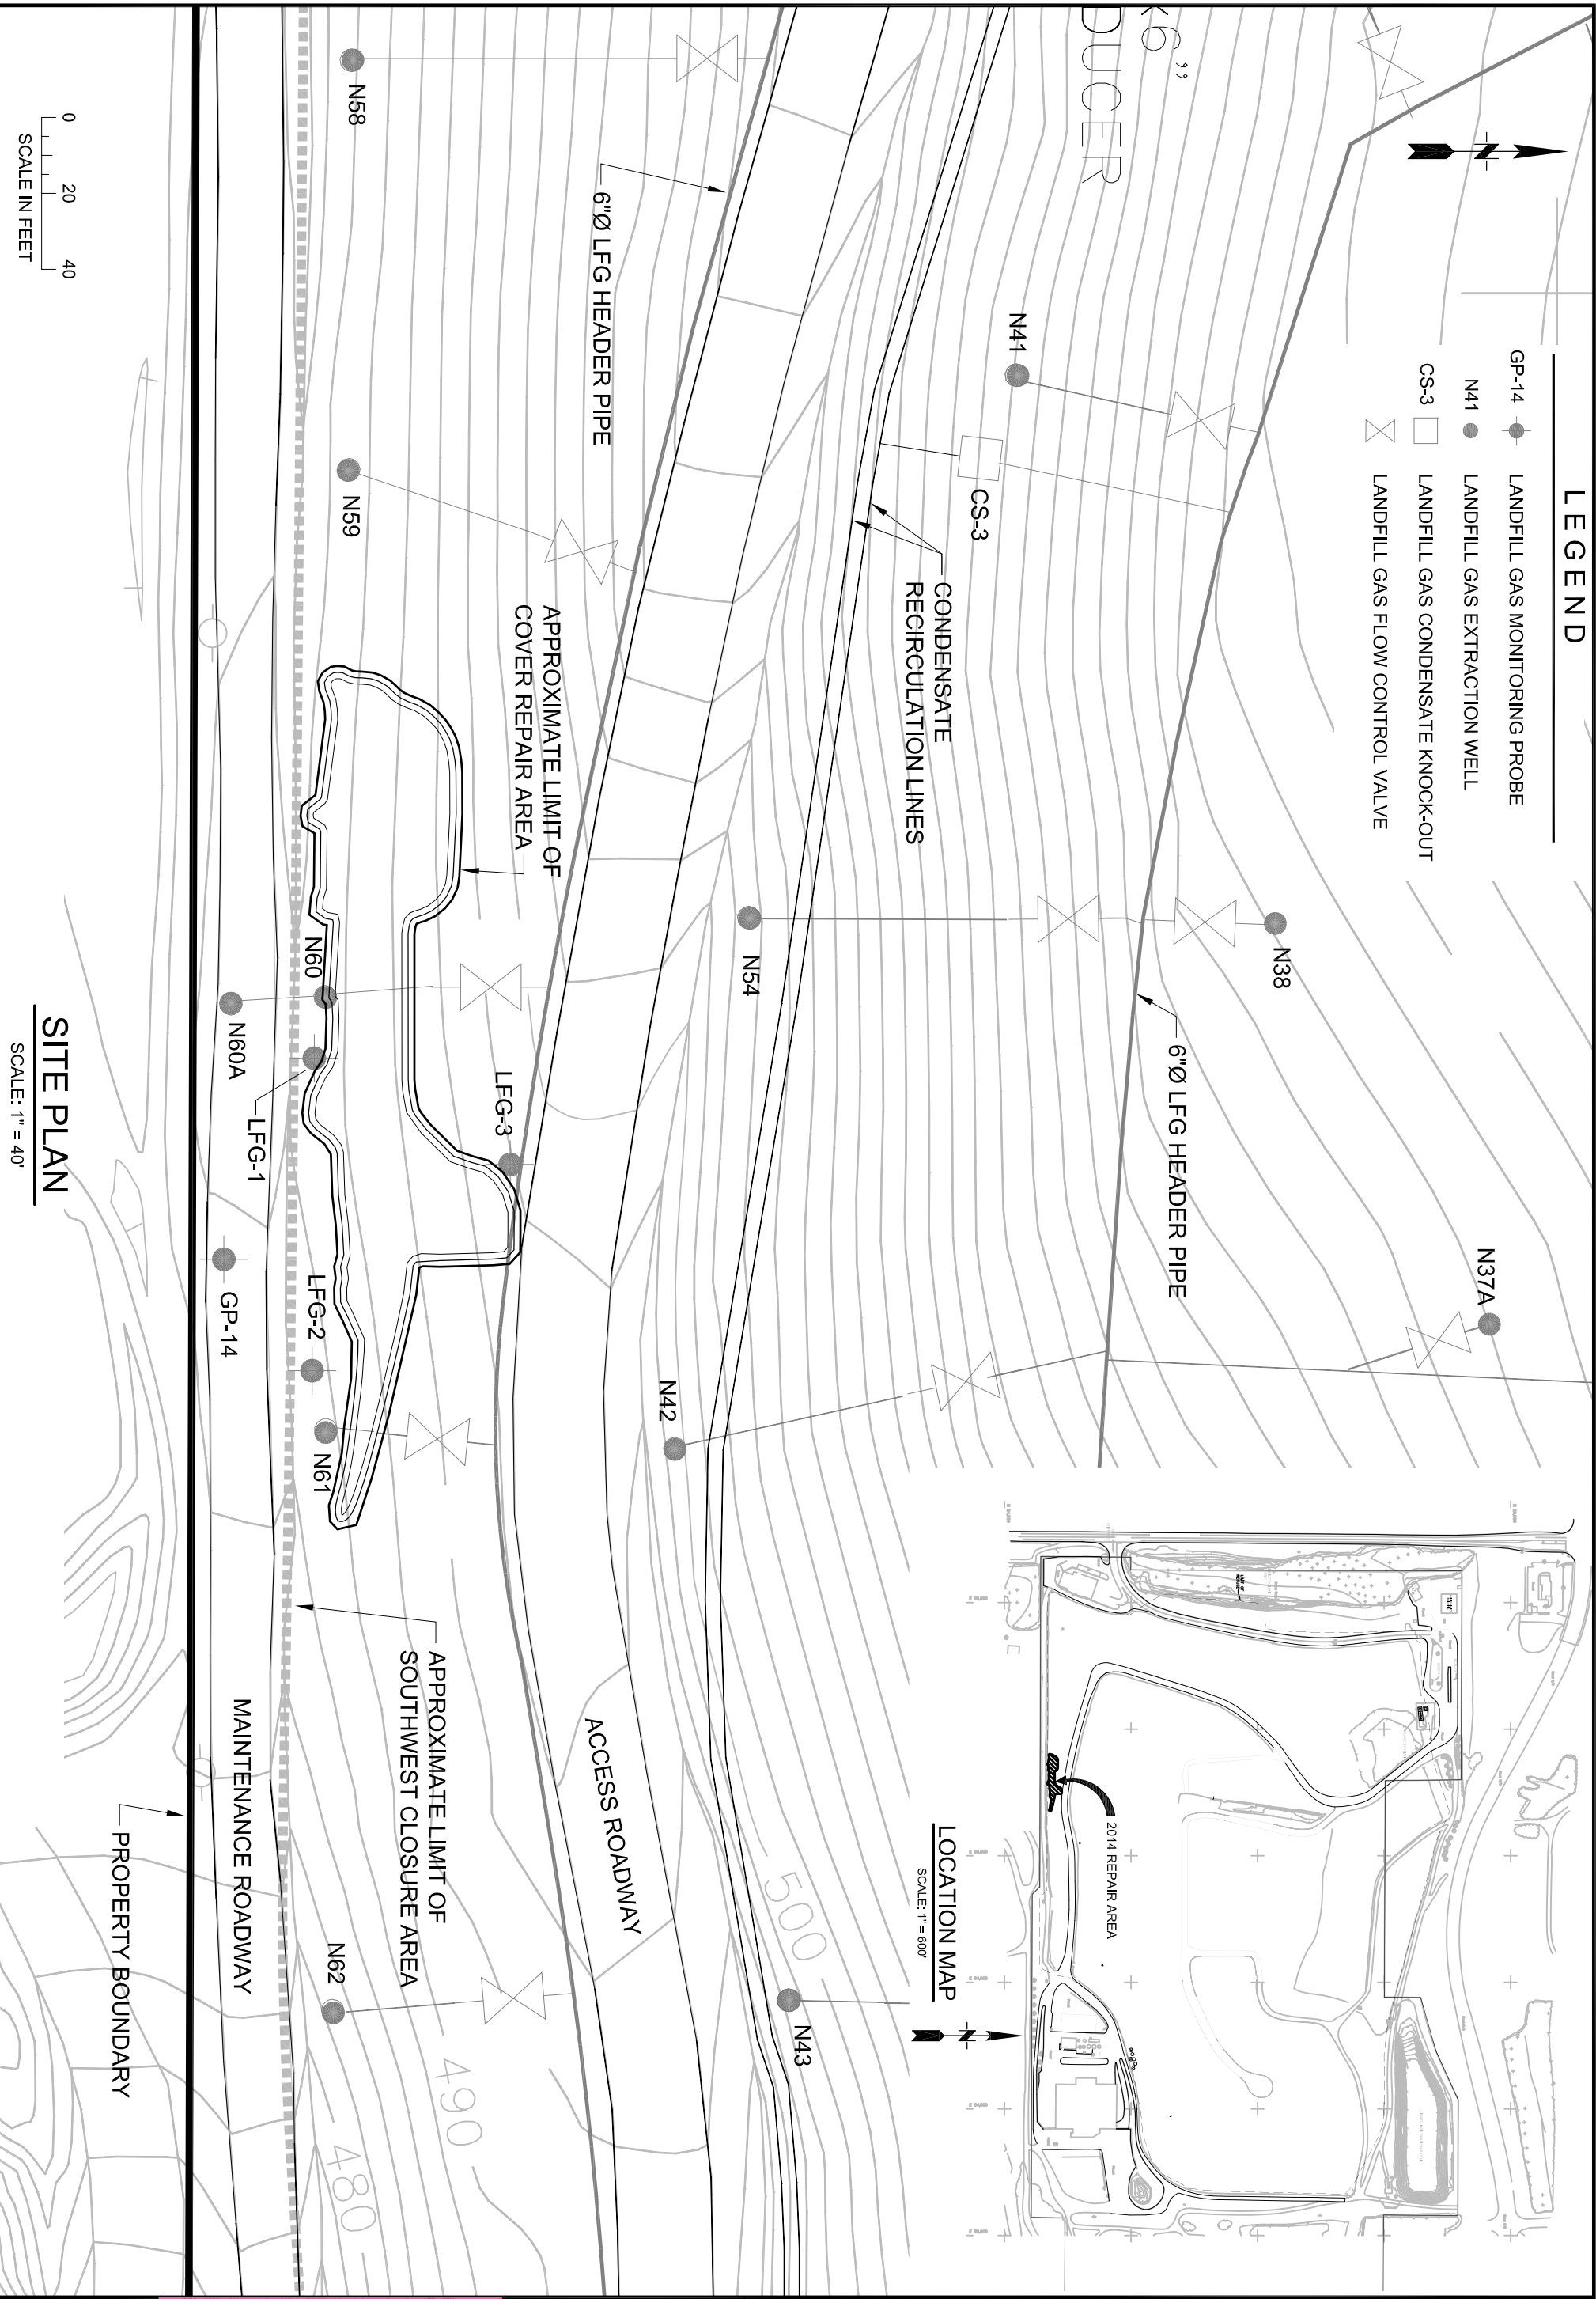 LEGEND
GP-14 LANDFILL GAS MONITORING PROBE
N41 LANDFILL GAS EXTRACTION WELL
CS-3 LANDFILL GAS CONDENSATE KNOCK-OUT
LANDFILL GAS FLOW CONTROL VALVE
N
6"
DUCER
N41
CS-3
CONDENSATE
RECIRCULATION LINES
N38
N37A
6"Ø LFG HEADER PIPE
N54
N42
N43
500
LOCATION MAP
SCALE: 1" = 600'
N
2014 REPAIR AREA
6"Ø LFG HEADER PIPE
N58
N59
APPROXIMATE LIMIT OF
COVER REPAIR AREA
LFG-3
N60
N60A
LFG-1
LFG-2
GP-14
N61
ACCESS ROADWAY
APPROXIMATE LIMIT OF
SOUTHWEST CLOSURE AREA
N62
490
480
MAINTENANCE ROADWAY
PROPERTY BOUNDARY
0 20 40
SCALE IN FEET
SITE PLAN
SCALE: 1" = 40'